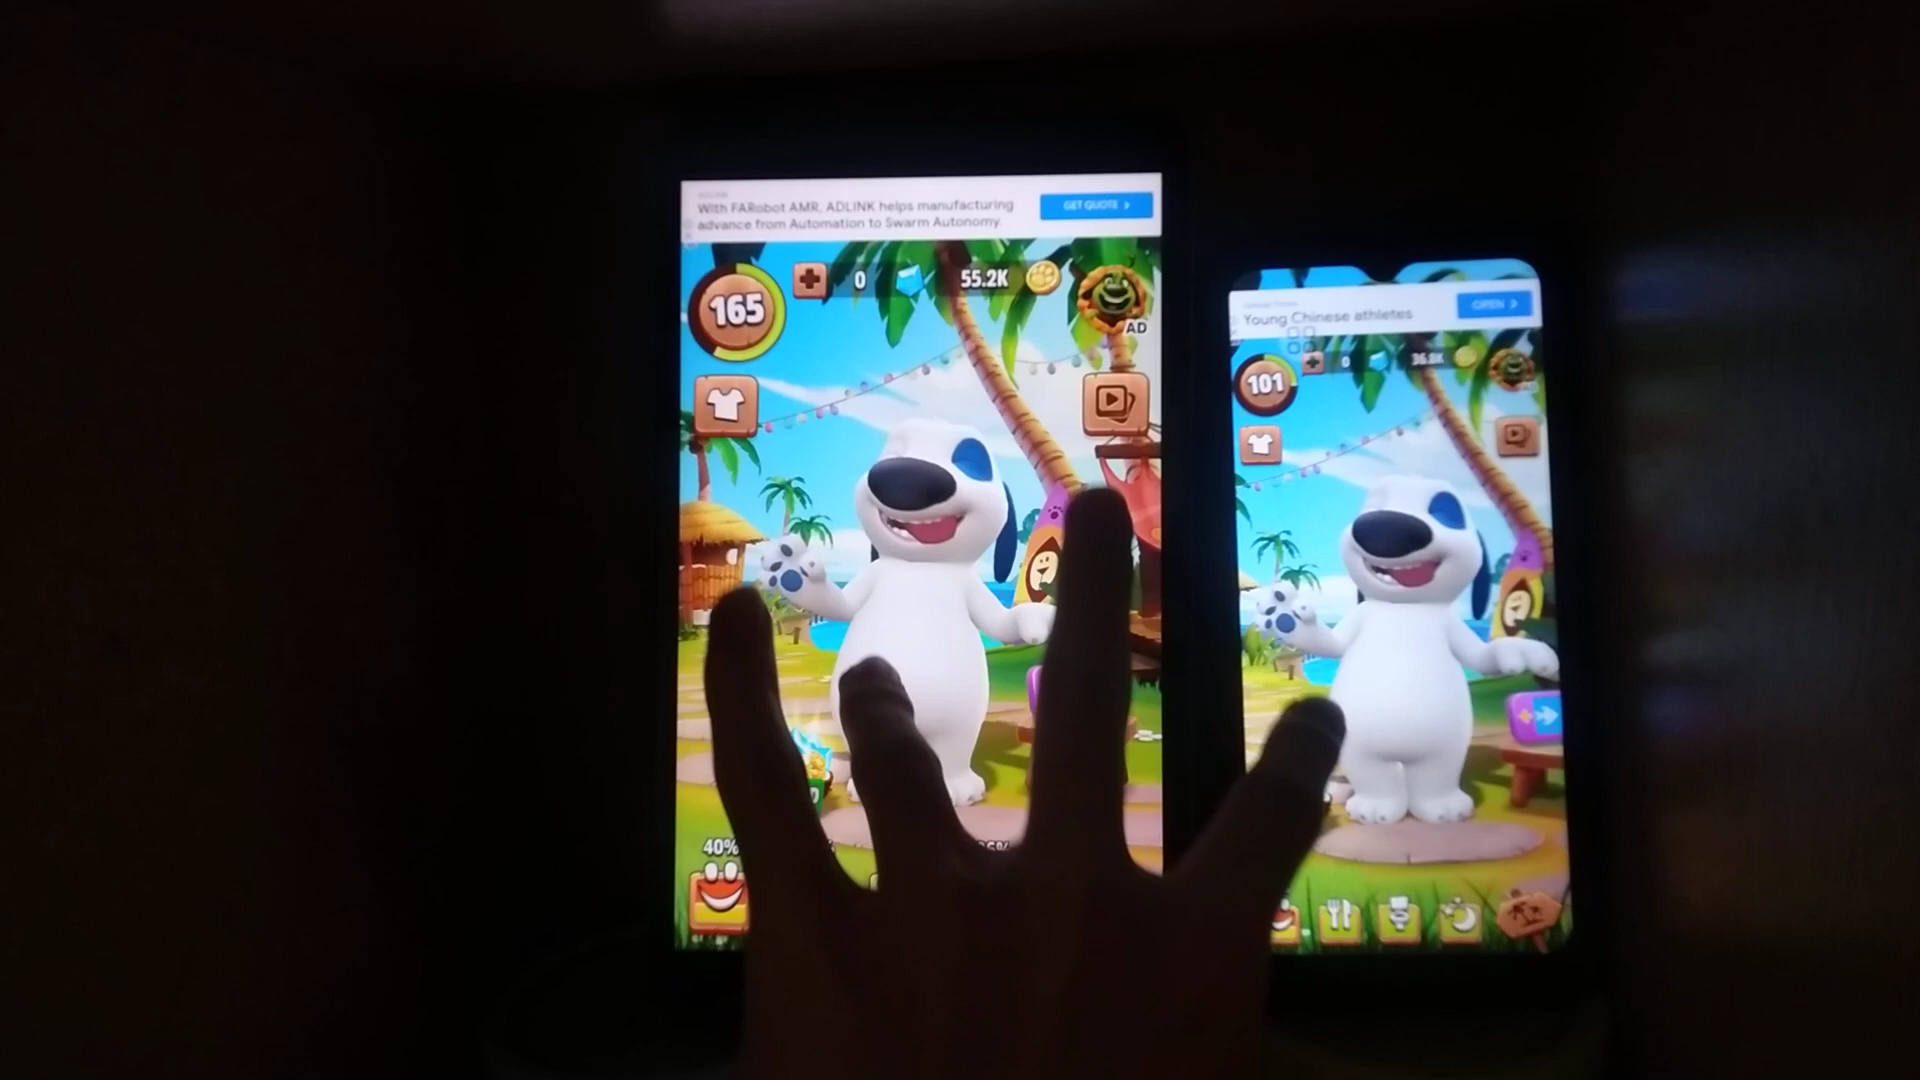 With FARobot AMR, ADLINK helps manufacturing
advance from Automation to Swarm Autonomy.
GET QUOTE
165
0
55.2K
AD
40%
Young Chinese athletes
OPEN
101
0
36.8K